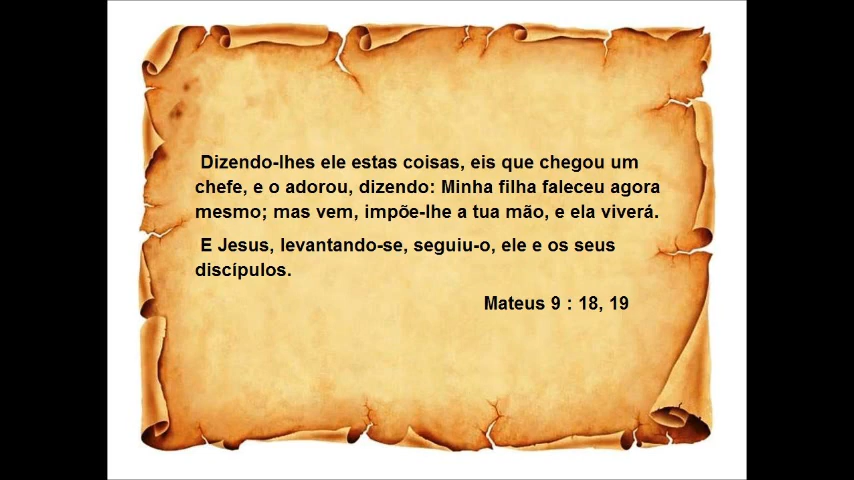 Dizendo-lhes ele estas coisas, eis que chegou um
chefe, e o adorou, dizendo: Minha filha faleceu agora
mesmo; mas vem, impõe-lhe a tua mão, e ela viverá.
E Jesus, levantando-se, seguiu-o, ele e os seus
discípulos.
Mateus 9 : 18, 19